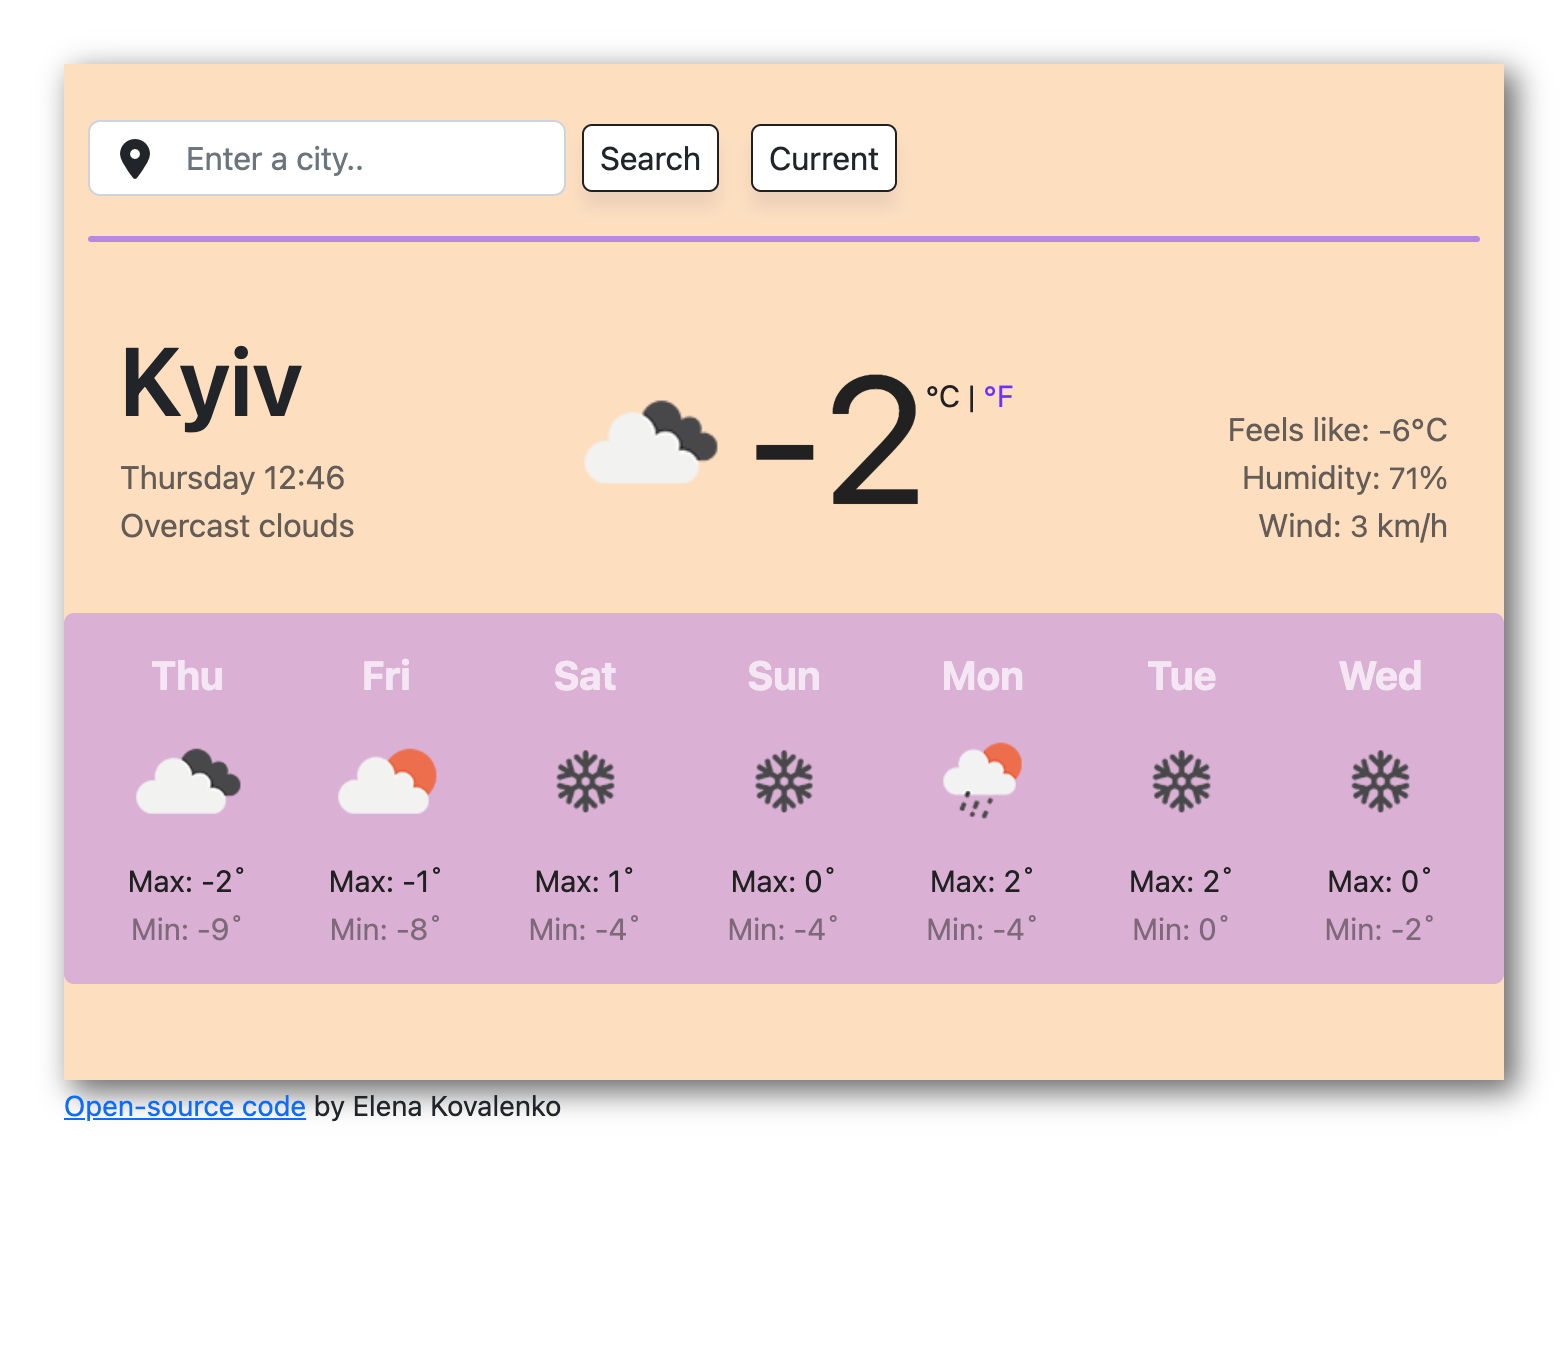 Enter a city..
Search
Current
Kyiv
Thursday 12:46
Overcast clouds
-2
°C | °F
Feels like: -6°C
Humidity: 71%
Wind: 3 km/h
Thu Fri Sat Sun Mon Tue Wed
Max: -2° Max: -1° Max: 1° Max: 0° Max: 2° Max: 2° Max: 0°
Min: -9° Min: -8° Min: -4° Min: -4° Min: -4° Min: 0° Min: -2°
Open-source code by Elena Kovalenko